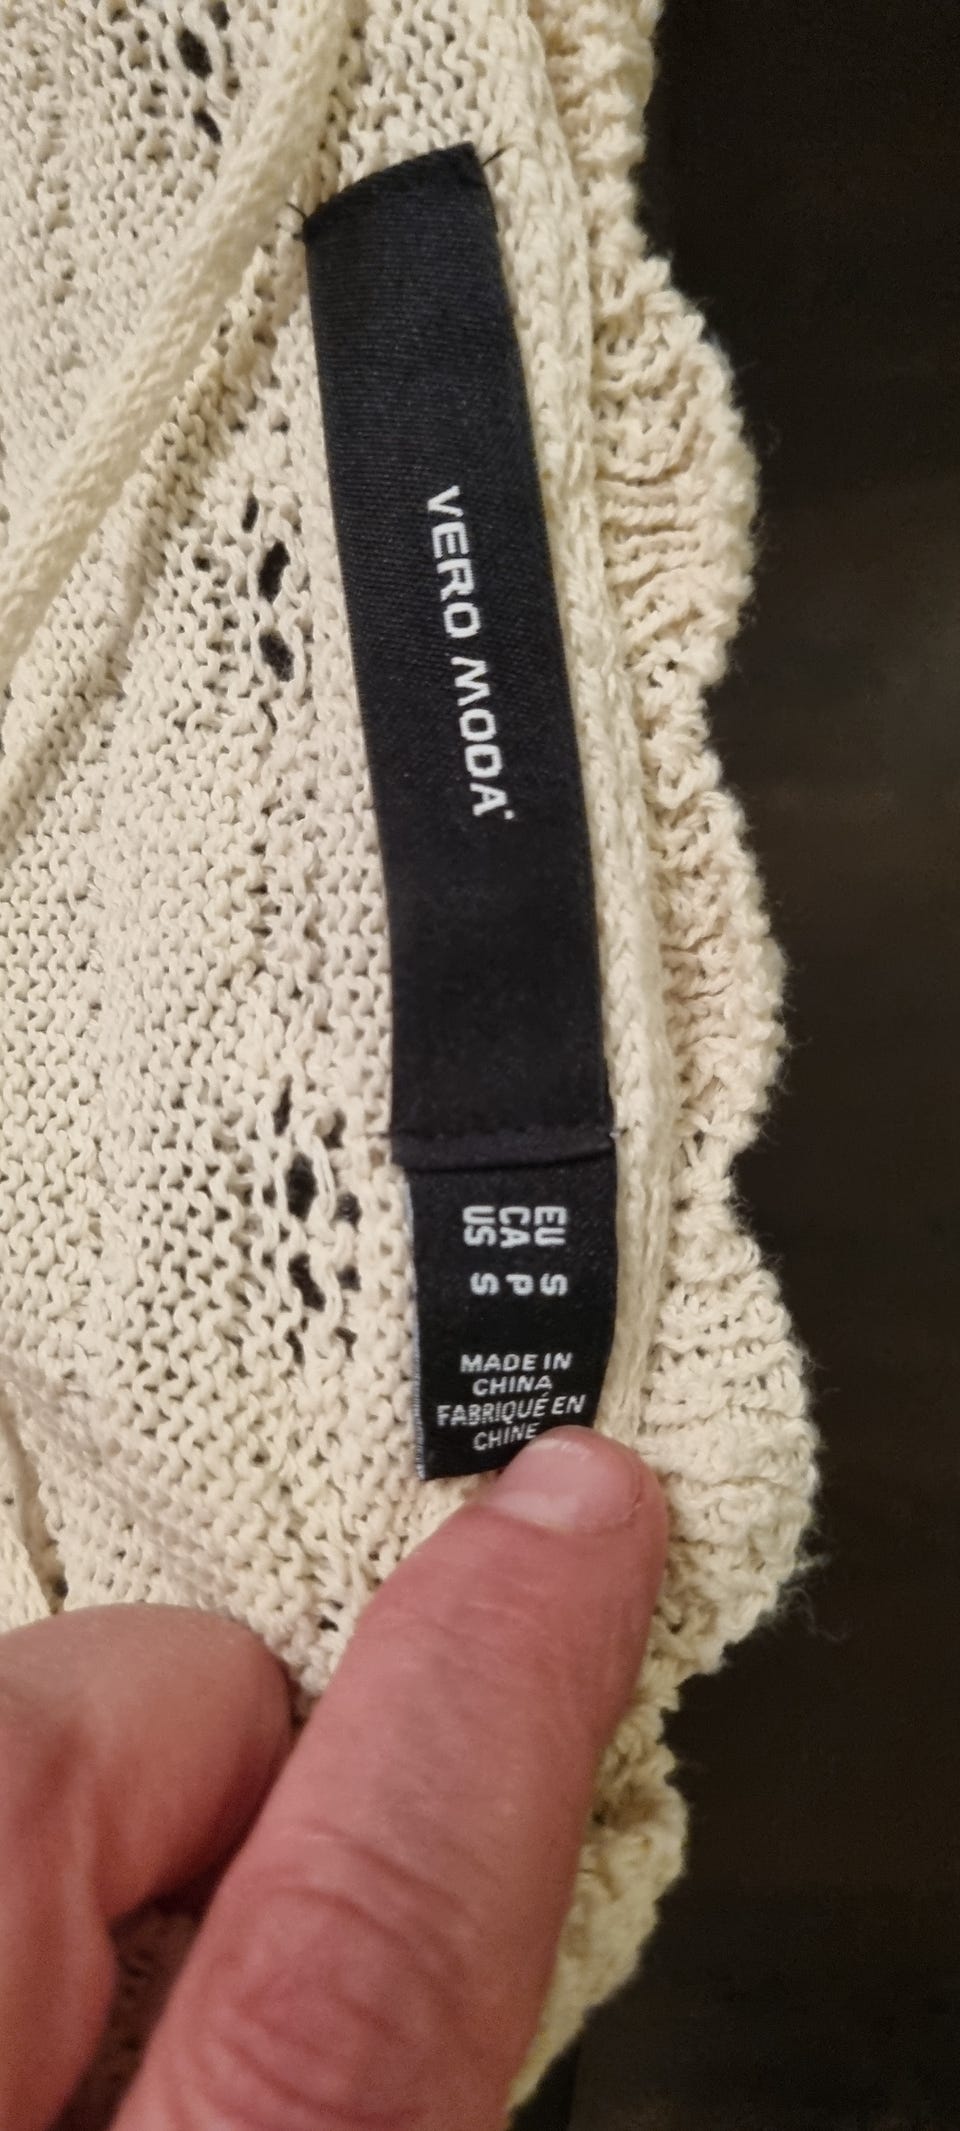 VERO MODA
EU S
CA P
US S
MADE IN
CHINA
FABRIQUÉ EN
CHINE